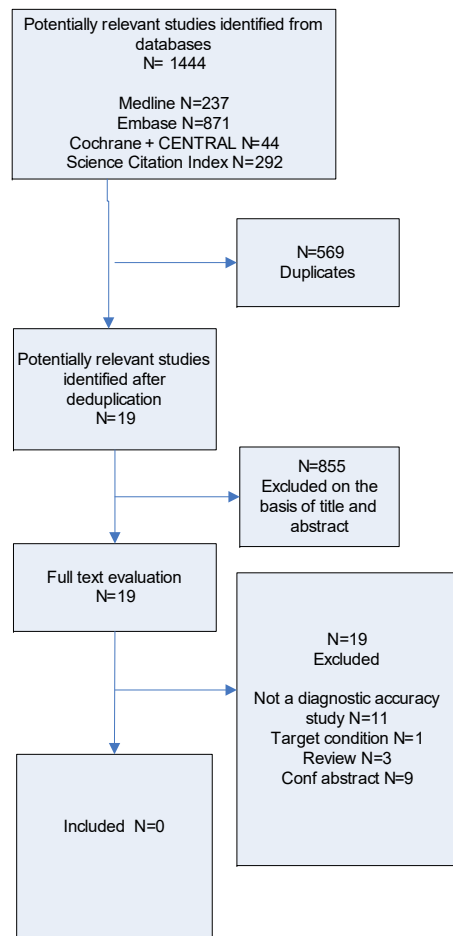 Potentially relevant studies identified from
databases
N= 1444
Medline N=237
Embase N=871
Cochrane + CENTRAL N=44
Science Citation Index N=292
N=569
Duplicates
Potentially relevant studies
identified after
deduplication
N=19
N=855
Excluded on the
basis of title and
abstract
Full text evaluation
N=19
N=19
Excluded
Not a diagnostic accuracy
study N=11
Target condition N=1
Review N=3
Conf abstract N=9
Included N=0